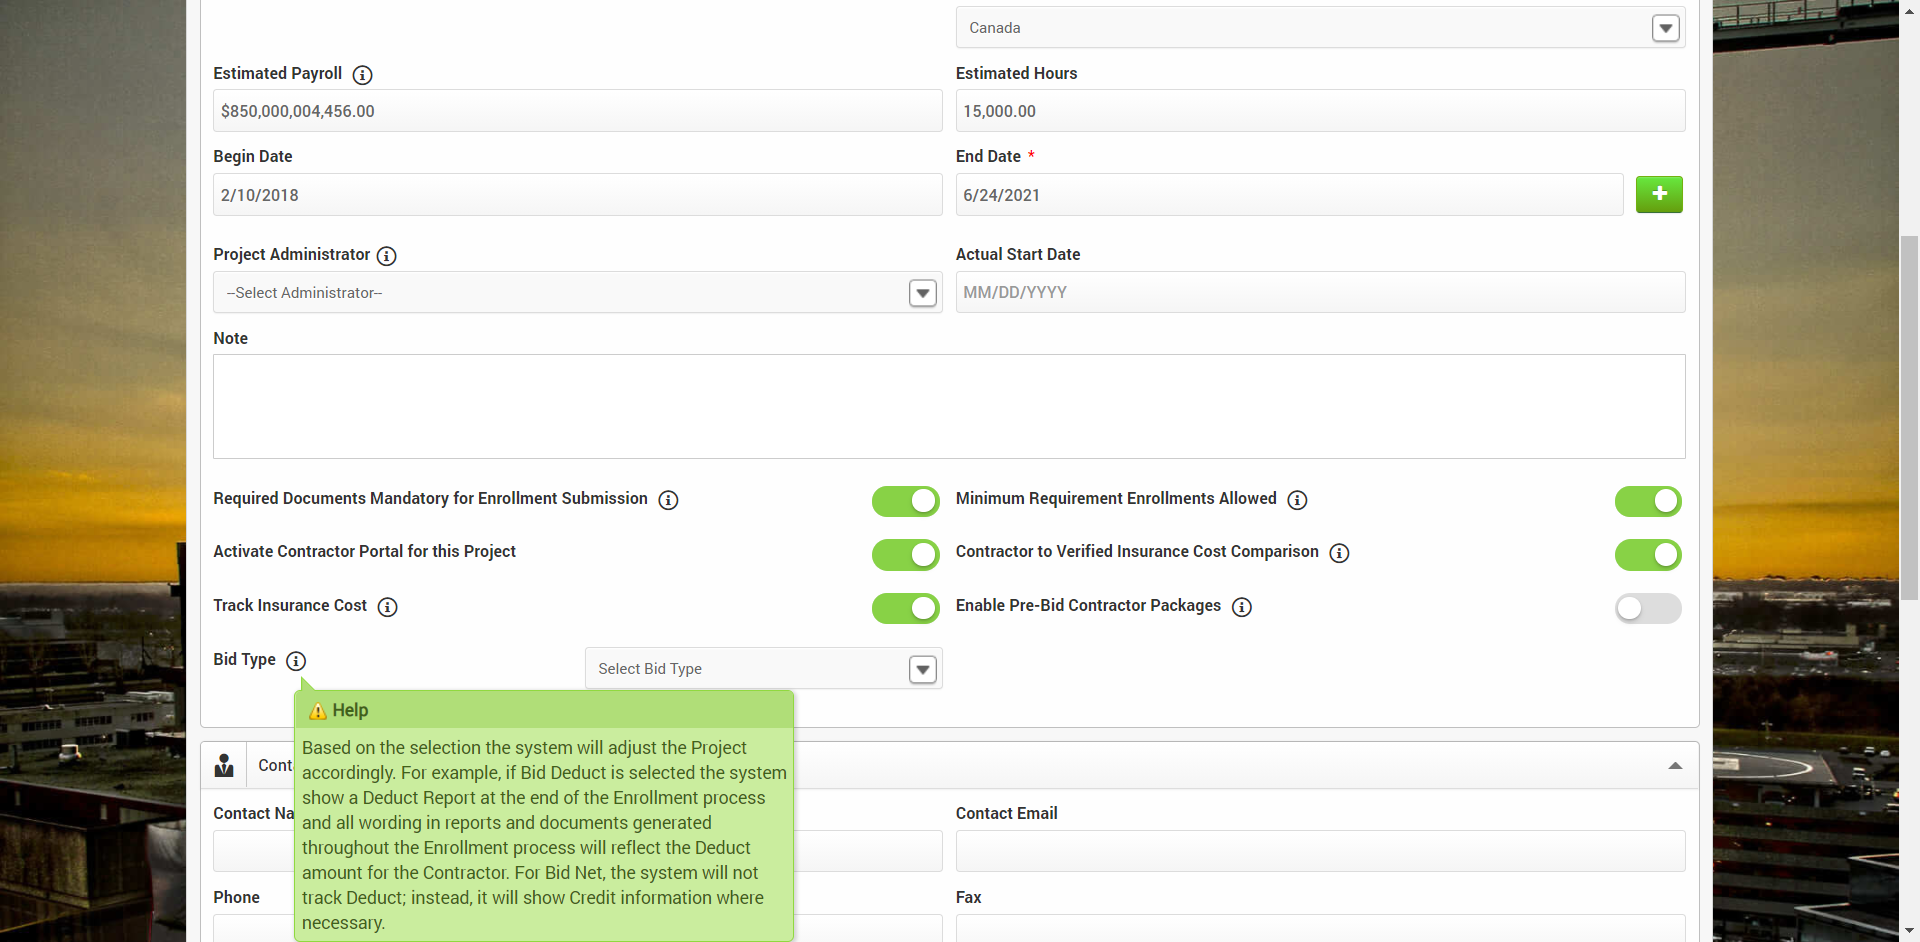 Canada
Estimated Payroll
Estimated Hours
$850,000,004,456.00
15,000.00
Begin Date
End Date *
2/10/2018
6/24/2021
Project Administrator
Actual Start Date
--Select Administrator--
MM/DD/YYYY
Note
Required Documents Mandatory for Enrollment Submission
Minimum Requirement Enrollments Allowed
Activate Contractor Portal for this Project
Contractor to Verified Insurance Cost Comparison
Track Insurance Cost
Enable Pre-Bid Contractor Packages
Bid Type
Select Bid Type
Help
Based on the selection the system will adjust the Project
accordingly. For example, if Bid Deduct is selected the system
show a Deduct Report at the end of the Enrollment process
and all wording in reports and documents generated
throughout the Enrollment process will reflect the Deduct
amount for the Contractor. For Bid Net, the system will not
track Deduct; instead, it will show Credit information where
necessary.
Cont
Contact Na
Contact Email
Phone
Fax